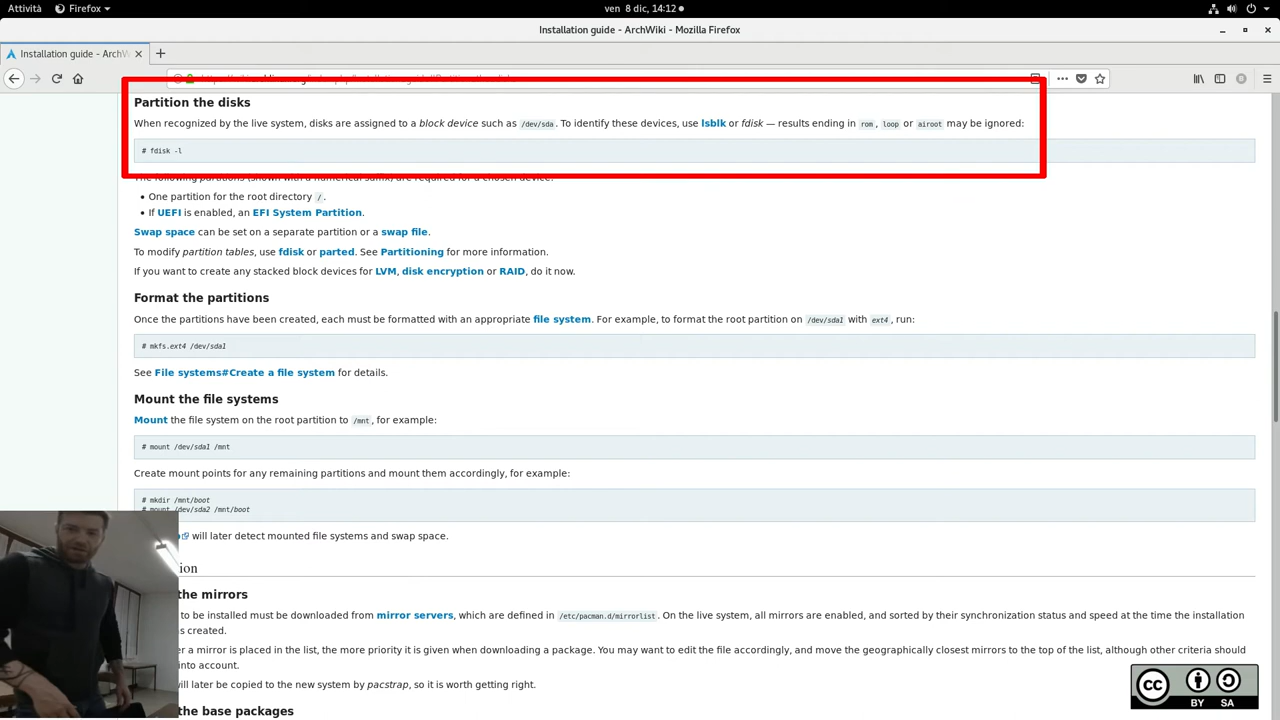 Attività Firefox ven 8 dic, 14:12
Installation guide - ArchWiki - Mozilla Firefox
Installation guide - ArchW
Partition the disks
When recognized by the live system, disks are assigned to a block device such as /dev/sda. To identify these devices, use lsblk or fdisk — results ending in rom, loop or airoot may be ignored:
# fdisk -l
The following partitions (shown with a numerical suffix) are required for a chosen device:
• One partition for the root directory /.
• If UEFI is enabled, an EFI System Partition.
Swap space can be set on a separate partition or a swap file.
To modify partition tables, use fdisk or parted. See Partitioning for more information.
If you want to create any stacked block devices for LVM, disk encryption or RAID, do it now.
Format the partitions
Once the partitions have been created, each must be formatted with an appropriate file system. For example, to format the root partition on /dev/sda1 with ext4, run:
# mkfs.ext4 /dev/sda1
See File systems#Create a file system for details.
Mount the file systems
Mount the file system on the root partition to /mnt, for example:
# mount /dev/sda1 /mnt
Create mount points for any remaining partitions and mount them accordingly, for example:
# mkdir /mnt/boot
# mount /dev/sda2 /mnt/boot
will later detect mounted file systems and swap space.
ion
the mirrors
to be installed must be downloaded from mirror servers, which are defined in /etc/pacman.d/mirrorlist. On the live system, all mirrors are enabled, and sorted by their synchronization status and speed at the time the installation
s created.
er a mirror is placed in the list, the more priority it is given when downloading a package. You may want to edit the file accordingly, and move the geographically closest mirrors to the top of the list, although other criteria should
into account.
will later be copied to the new system by pacstrap, so it is worth getting right.
the base packages
CC BY SA